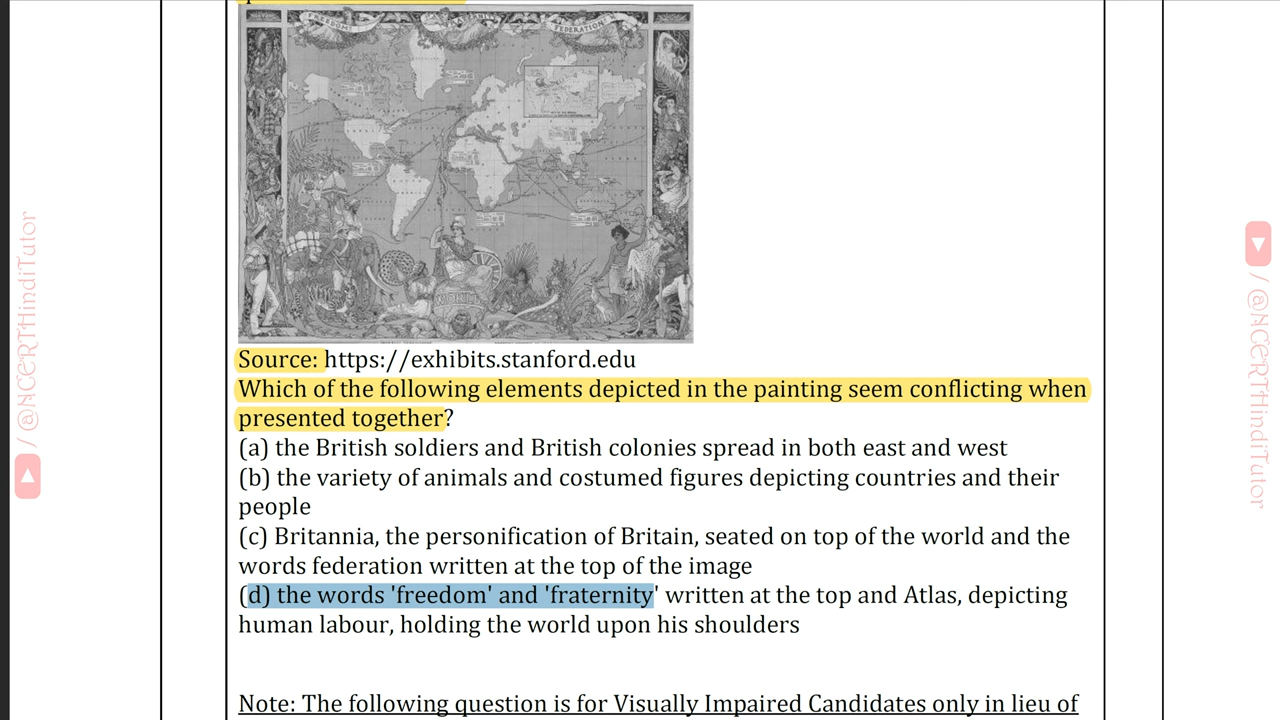 FREEDOM
FRATERNITY
FEDERATION
WORLD
Source: https://exhibits.stanford.edu
Which of the following elements depicted in the painting seem conflicting when
presented together?
(a) the British soldiers and British colonies spread in both east and west
(b) the variety of animals and costumed figures depicting countries and their
people
(c) Britannia, the personification of Britain, seated on top of the world and the
words federation written at the top of the image
(d) the words 'freedom' and 'fraternity' written at the top and Atlas, depicting
human labour, holding the world upon his shoulders
Note: The following question is for Visually Impaired Candidates only in lieu of
/ @NCERTHindiTutor
/ @NCERTHindiTutor